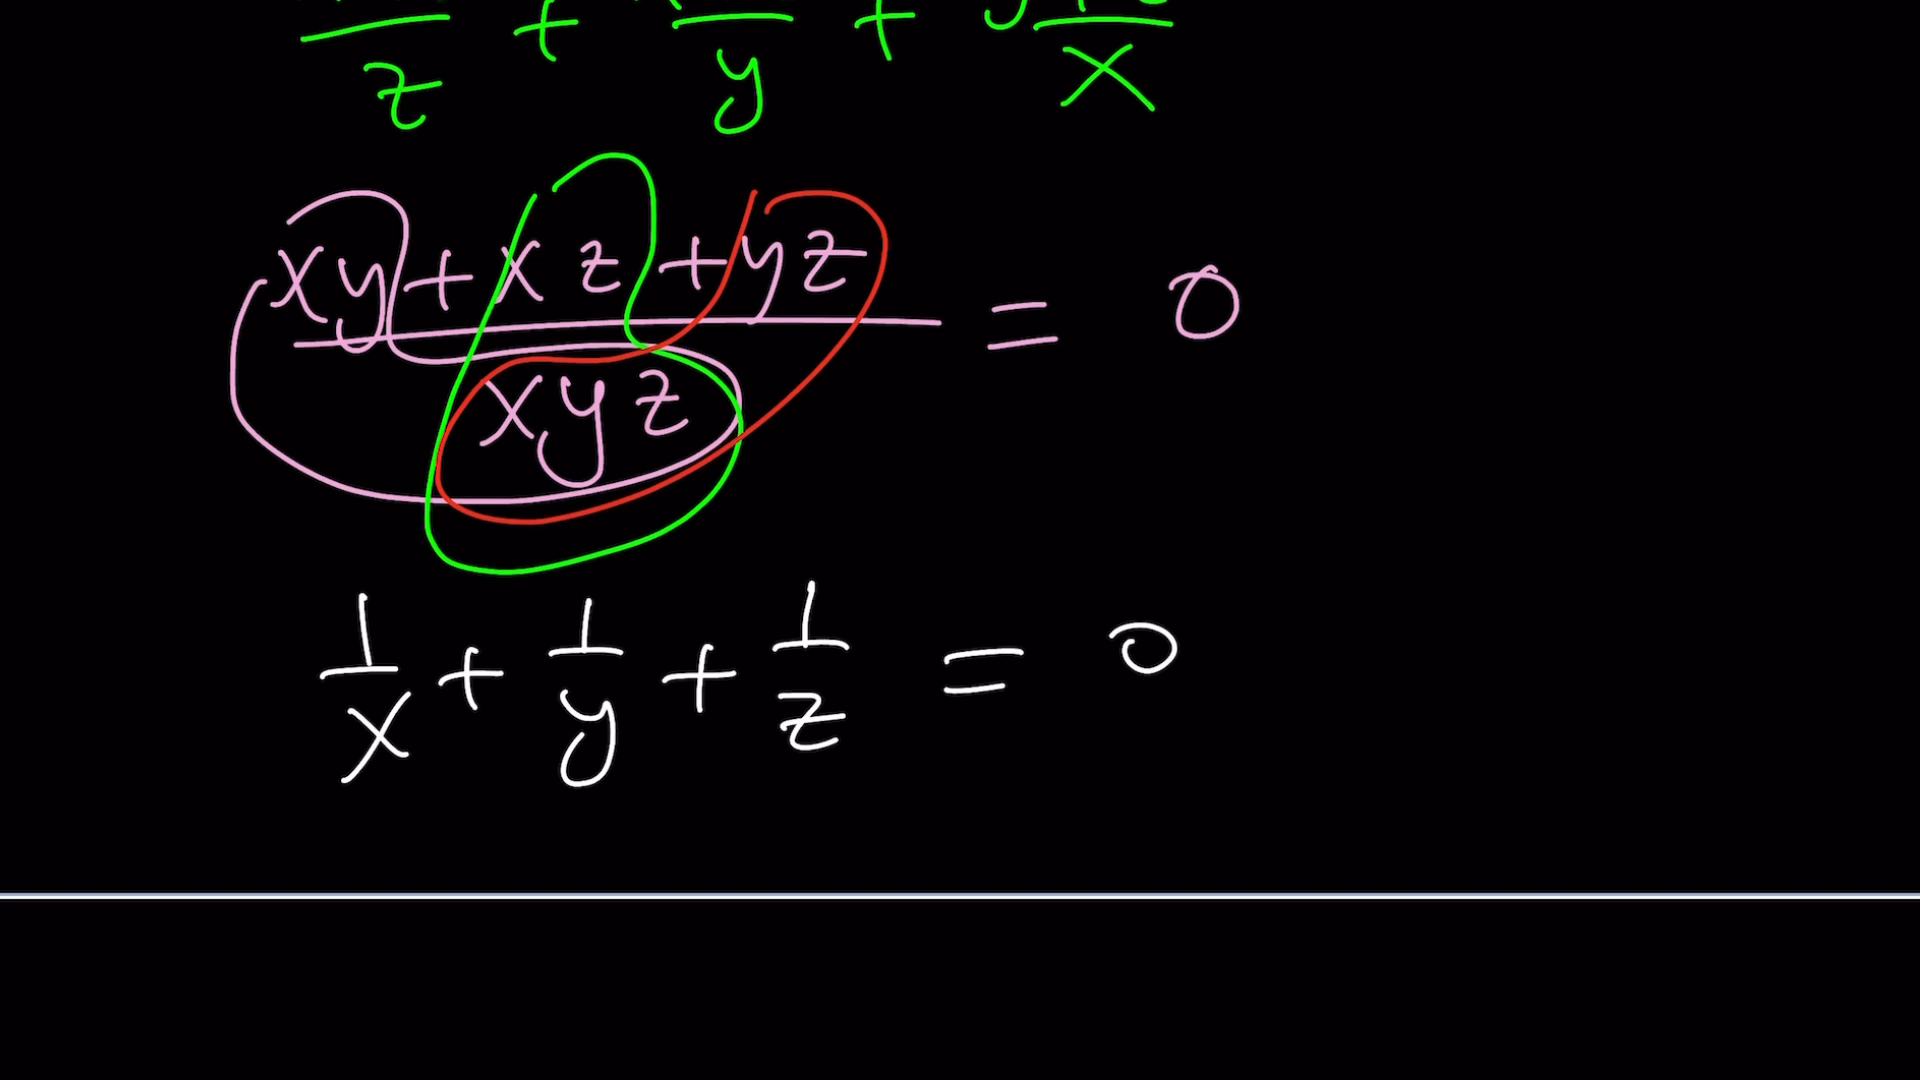 /z + /y + /x
(xy + xz + yz)/(xyz) = 0
1/x + 1/y + 1/z = 0